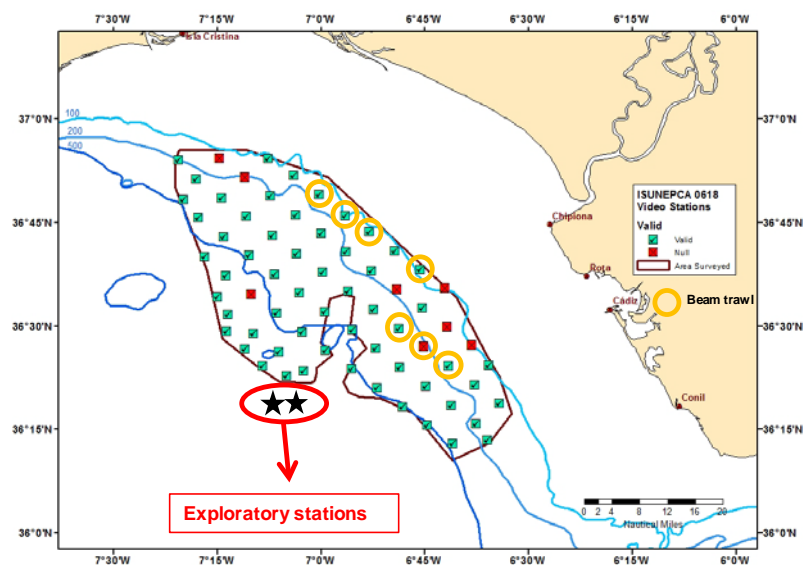 7°30'W 7°15'W 7°0'W 6°45'W 6°30'W 6°15'W 6°0'W
Isla Cristina
37°0'N
37°0'N
100
200
500
ISUNEPCA 0618
Video Stations
Valid
Valid
Null
Area Surveyed
36°45'N
36°45'N
Chipiona
Rota
Cádiz
Beam trawl
36°30'N
36°30'N
Conil
36°15'N
36°15'N
Exploratory stations
0 2 4 8 12 16 20
Nautical Miles
36°0'N
36°0'N
7°30'W 7°15'W 7°0'W 6°45'W 6°30'W 6°15'W 6°0'W